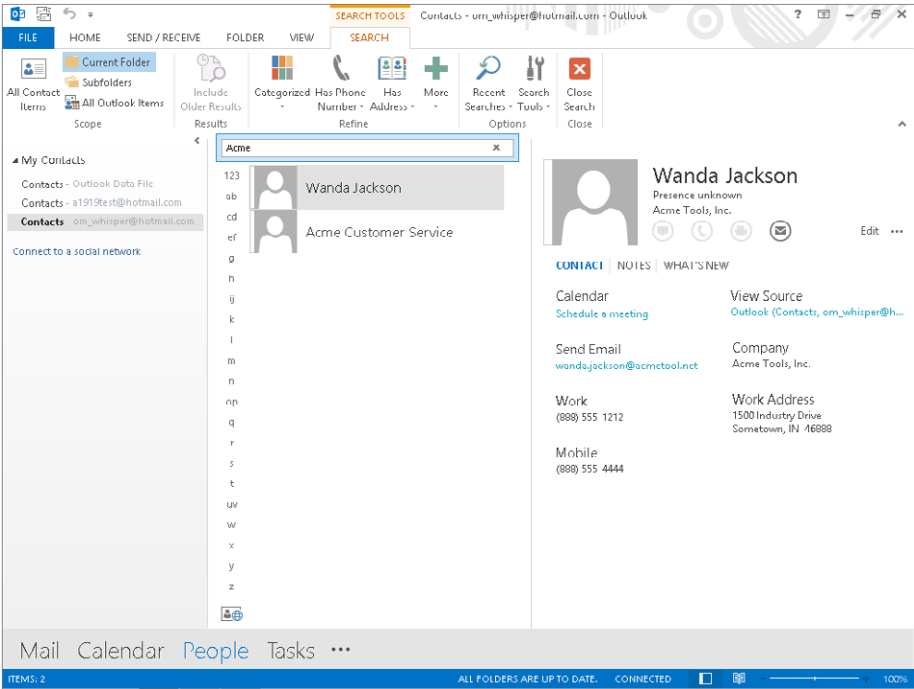 SEARCH TOOLS
Contacts - om_whisper@hotmail.com - Outlook
?
FILE HOME SEND / RECEIVE FOLDER VIEW SEARCH
All Contact Items
Current Folder
Subfolders
All Outlook Items
Scope
Include Older Results
Results
Categorized
Has Phone Number
Has Address
More
Refine
Recent Searches
Search Tools
Options
Close Search
Close
My Contacts
Contacts - Outlook Data File
Contacts - a1919test@hotmail.com
Contacts om_whisper@hotmail.com
Connect to a social network
Acme
123
ab
cd
ef
g
h
ij
k
l
m
n
op
q
r
s
t
uv
w
x
y
z
Wanda Jackson
Acme Customer Service
Wanda Jackson
Presence unknown
Acme Tools, Inc.
Edit •••
CONTACT | NOTES | WHAT'S NEW
Calendar
Schedule a meeting
View Source
Outlook (Contacts, om_whisper@h...
Send Email
wanda.jackson@acmetool.net
Company
Acme Tools, Inc.
Work
(888) 555 1212
Work Address
1500 Industry Drive
Sometown, IN 46888
Mobile
(888) 555 4444
Mail Calendar People Tasks •••
ITEMS: 2
ALL FOLDERS ARE UP TO DATE.
CONNECTED
100%